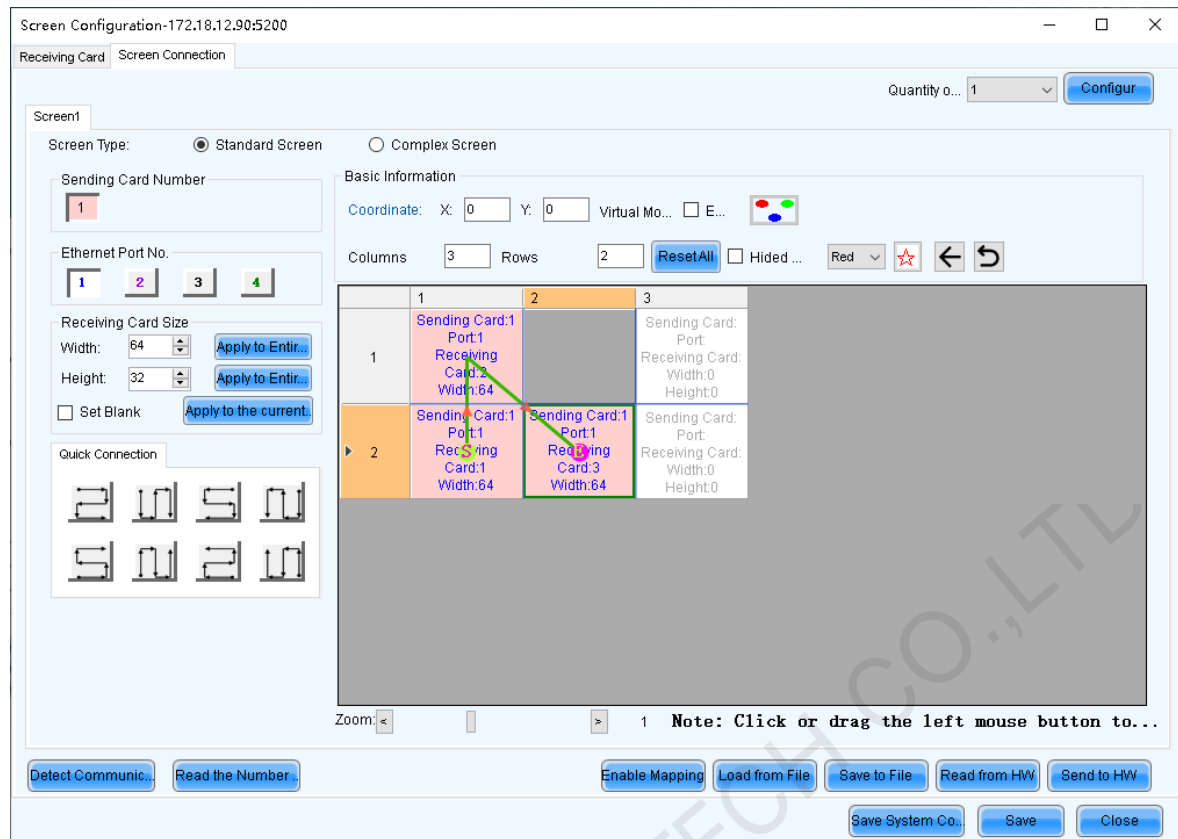 Screen Configuration-172.18.12.90:5200
Receiving Card Screen Connection
Quantity o... 1 Configur
Screen1
Screen Type: Standard Screen Complex Screen
Sending Card Number
1
Basic Information
Coordinate: X: 0 Y: 0 Virtual Mo... E...
Columns 3 Rows 2 ResetAll Hided ... Red
Ethernet Port No.
1 2 3 4
Receiving Card Size
Width: 64 Apply to Entir...
Height: 32 Apply to Entir...
Set Blank Apply to the current..
Quick Connection
1 2 3
1
Sending Card:1
Port:1
Receiving
Card:2
Width:64
Sending Card:
Port:
Receiving Card:
Width:0
Height:0
2
Sending Card:1
Port:1
Receiving
Card:1
Width:64
S
Sending Card:1
Port:1
Receiving
Card:3
Width:64
E
Sending Card:
Port:
Receiving Card:
Width:0
Height:0
Zoom: < > 1 Note: Click or drag the left mouse button to...
Detect Communic... Read the Number .. Enable Mapping Load from File Save to File Read from HW Send to HW
Save System Co.. Save Close
TECH CO.,LTD